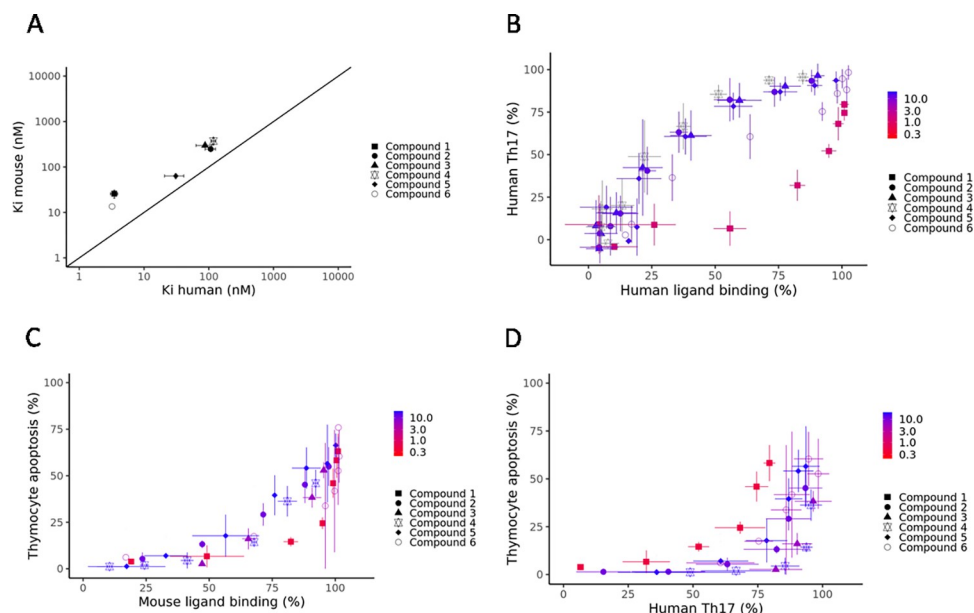 A
Ki mouse (nM)
10000
1000
100
10
1
1 10 100 1000 10000
Ki human (nM)
Compound 1
Compound 2
Compound 3
Compound 4
Compound 5
Compound 6
B
Human Th17 (%)
100
75
50
25
0
0 25 50 75 100
Human ligand binding (%)
10.0
3.0
1.0
0.3
Compound 1
Compound 2
Compound 3
Compound 4
Compound 5
Compound 6
C
Thymocyte apoptosis (%)
100
75
50
25
0
0 25 50 75 100
Mouse ligand binding (%)
10.0
3.0
1.0
0.3
Compound 1
Compound 2
Compound 3
Compound 4
Compound 5
Compound 6
D
Thymocyte apoptosis (%)
100
75
50
25
0
0 25 50 75 100
Human Th17 (%)
10.0
3.0
1.0
0.3
Compound 1
Compound 2
Compound 3
Compound 4
Compound 5
Compound 6